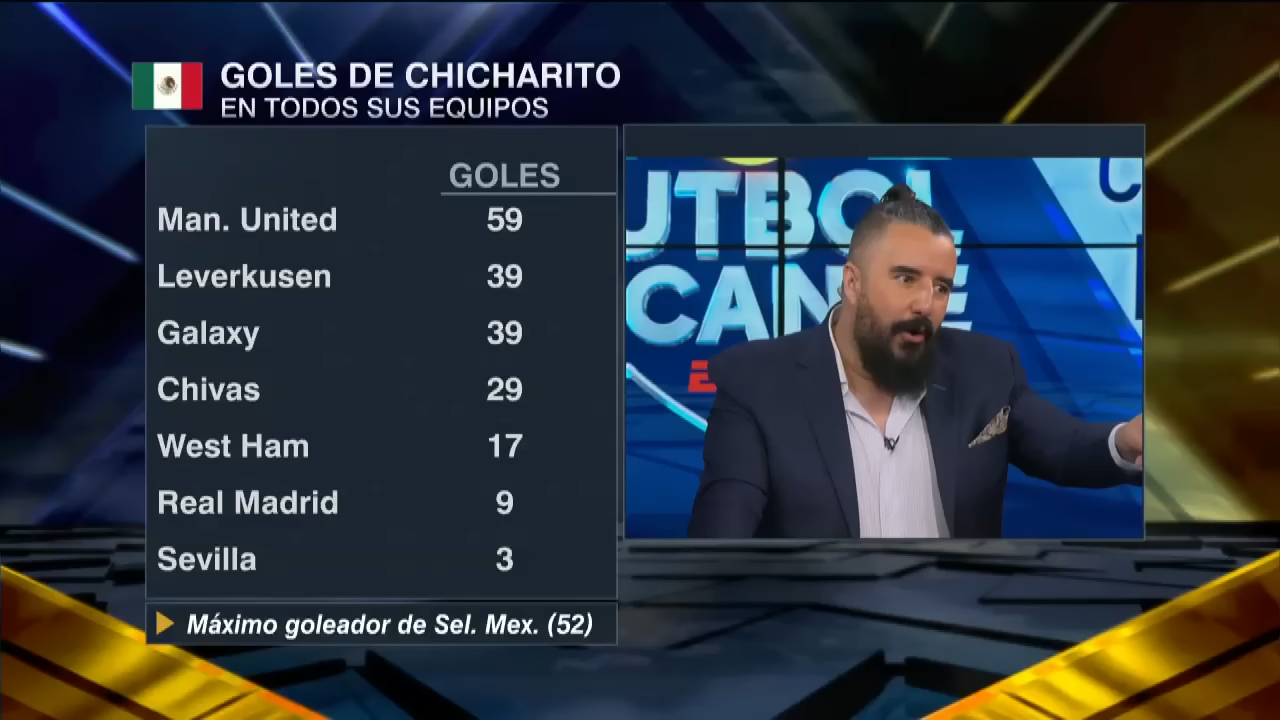 GOLES DE CHICHARITO
EN TODOS SUS EQUIPOS
GOLES
Man. United 59
Leverkusen 39
Galaxy 39
Chivas 29
West Ham 17
Real Madrid 9
Sevilla 3
Máximo goleador de Sel. Mex. (52)
UTBOL